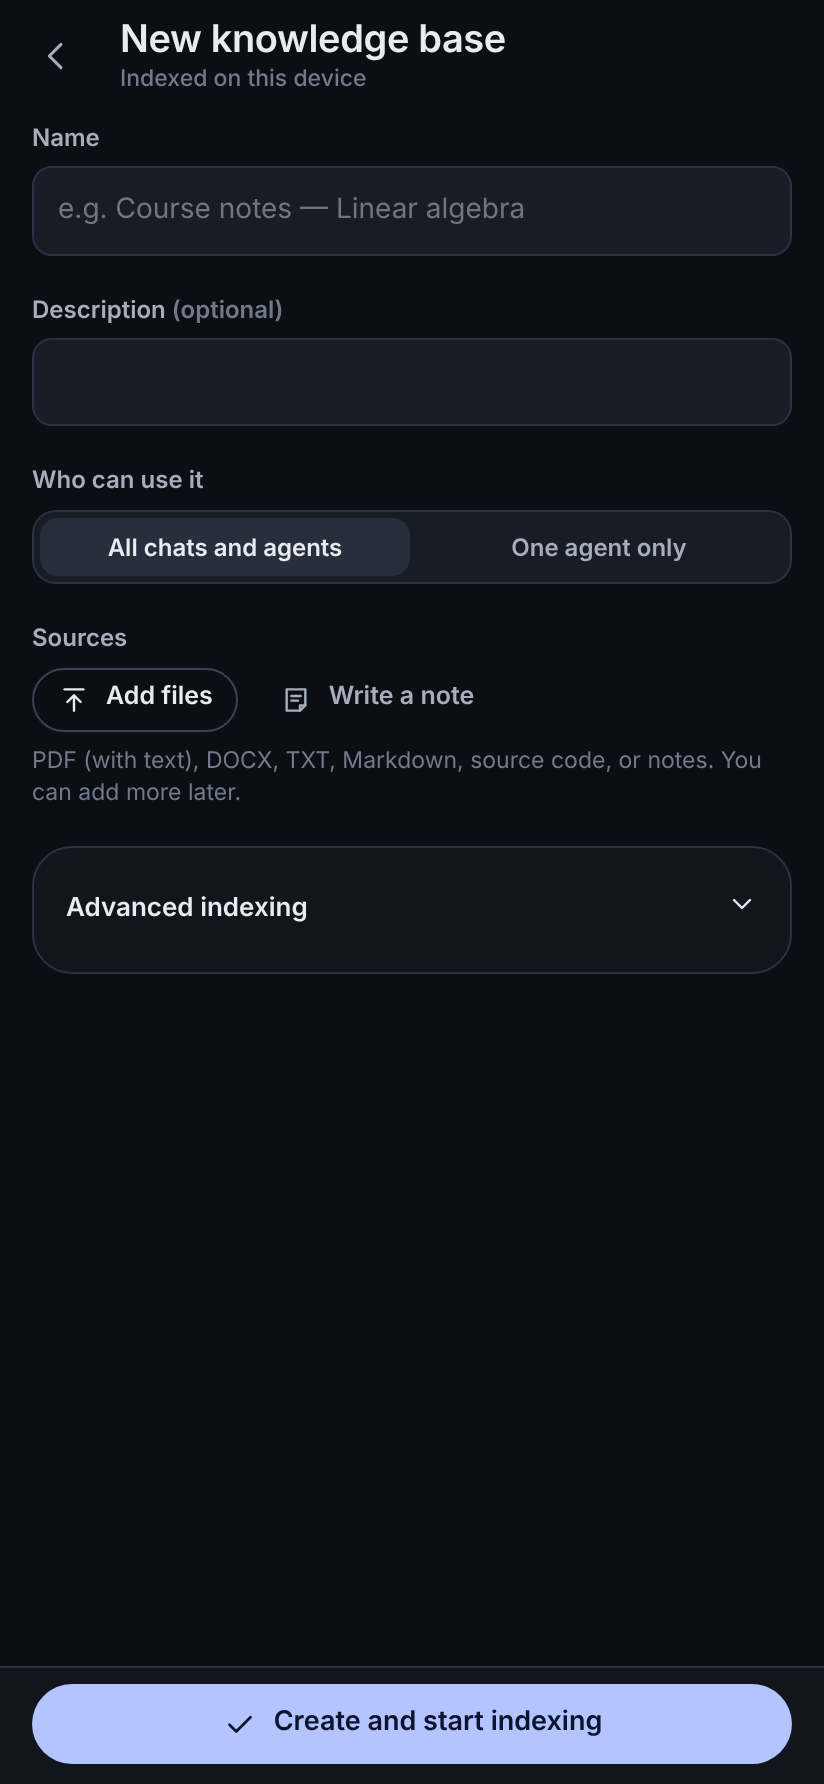 New knowledge base
Indexed on this device
Name
e.g. Course notes — Linear algebra
Description (optional)
Who can use it
All chats and agents
One agent only
Sources
Add files
Write a note
PDF (with text), DOCX, TXT, Markdown, source code, or notes. You
can add more later.
Advanced indexing
Create and start indexing